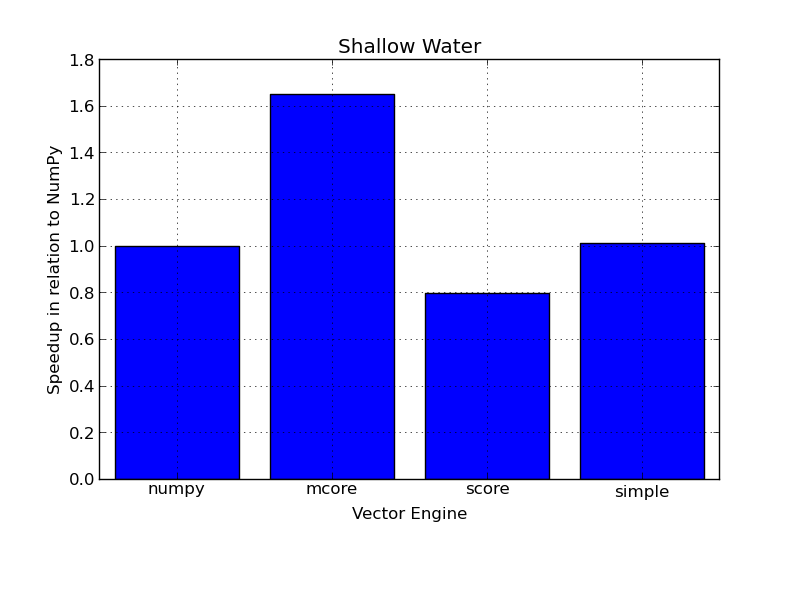 Shallow Water
1.8
1.6
1.4
1.2
1.0
0.8
0.6
0.4
0.2
0.0
Speedup in relation to NumPy
numpy mcore score simple
Vector Engine